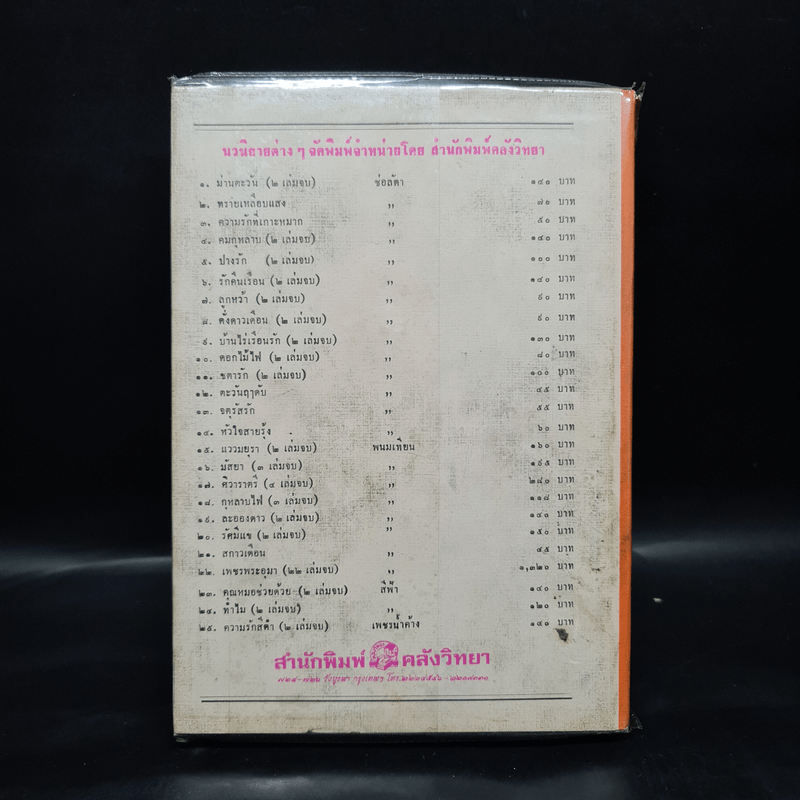 นวนิยายต่าง ๆ จัดพิมพ์จำหน่ายโดย สำนักพิมพ์คลังวิทยา
๑. ม่านตะวัน (๒ เล่มจบ) ช่อลัดา ๑๔๐ บาท
๒. ทรายเหลือบแสง ,, ๗๐ บาท
๓. ความรักที่เกาะหมาก ,, ๕๐ บาท
๔. คมกุหลาบ (๒ เล่มจบ) ,, ๑๔๐ บาท
๕. ปางรัก (๒ เล่มจบ) ,, ๑๐๐ บาท
๖. รักคืนเรือน (๒ เล่มจบ) ,, ๑๔๐ บาท
๗. ลูกหว้า (๒ เล่มจบ) ,, ๙๐ บาท
๘. ดั่งดาวเดือน (๒ เล่มจบ) ,, ๙๐ บาท
๙. บ้านไร่เรือนรัก (๒ เล่มจบ) ,, ๑๓๐ บาท
๑๐. ดอกไม้ไฟ (๒ เล่มจบ) ,, ๘๐ บาท
๑๑. ชตารัก (๒ เล่มจบ) ,, ๑๐๐ บาท
๑๒. ตะวันฤๅดับ ,, ๔๕ บาท
๑๓. จตุรัสรัก ,, ๕๕ บาท
๑๔. หัวใจสายรุ้ง ,, ๖๐ บาท
๑๕. แววมยุรา (๒ เล่มจบ) พนมเทียน ๑๖๐ บาท
๑๖. มัสยา (๓ เล่มจบ) ,, ๑๙๕ บาท
๑๗. ศิวาราตรี (๔ เล่มจบ) ,, ๒๘๐ บาท
๑๘. กุหลาบไฟ (๓ เล่มจบ) ,, ๑๑๘ บาท
๑๙. ละอองดาว (๒ เล่มจบ) ,, ๑๔๐ บาท
๒๐. รัศมีแข (๒ เล่มจบ) ,, ๑๕๐ บาท
๒๑. สกาวเดือน ,, ๔๕ บาท
๒๒. เพชรพระอุมา (๒๒ เล่มจบ) ,, ๑,๓๒๐ บาท
๒๓. คุณหมอช่วยด้วย (๒ เล่มจบ) สีฟ้า ๑๔๐ บาท
๒๔. ทำไม (๒ เล่มจบ) ,, ๑๒๐ บาท
๒๕. ความรักสีดำ (๒ เล่มจบ) เพชรน้ำค้าง ๑๔๐ บาท
สำนักพิมพ์ คลังวิทยา
๗๒๔-๗๒๖ วังบูรพา กรุงเทพฯ โทร.